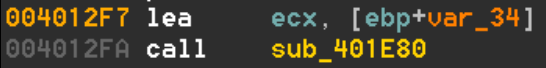 004012F7 lea ecx, [ebp+var_34]
004012FA call sub_401E80